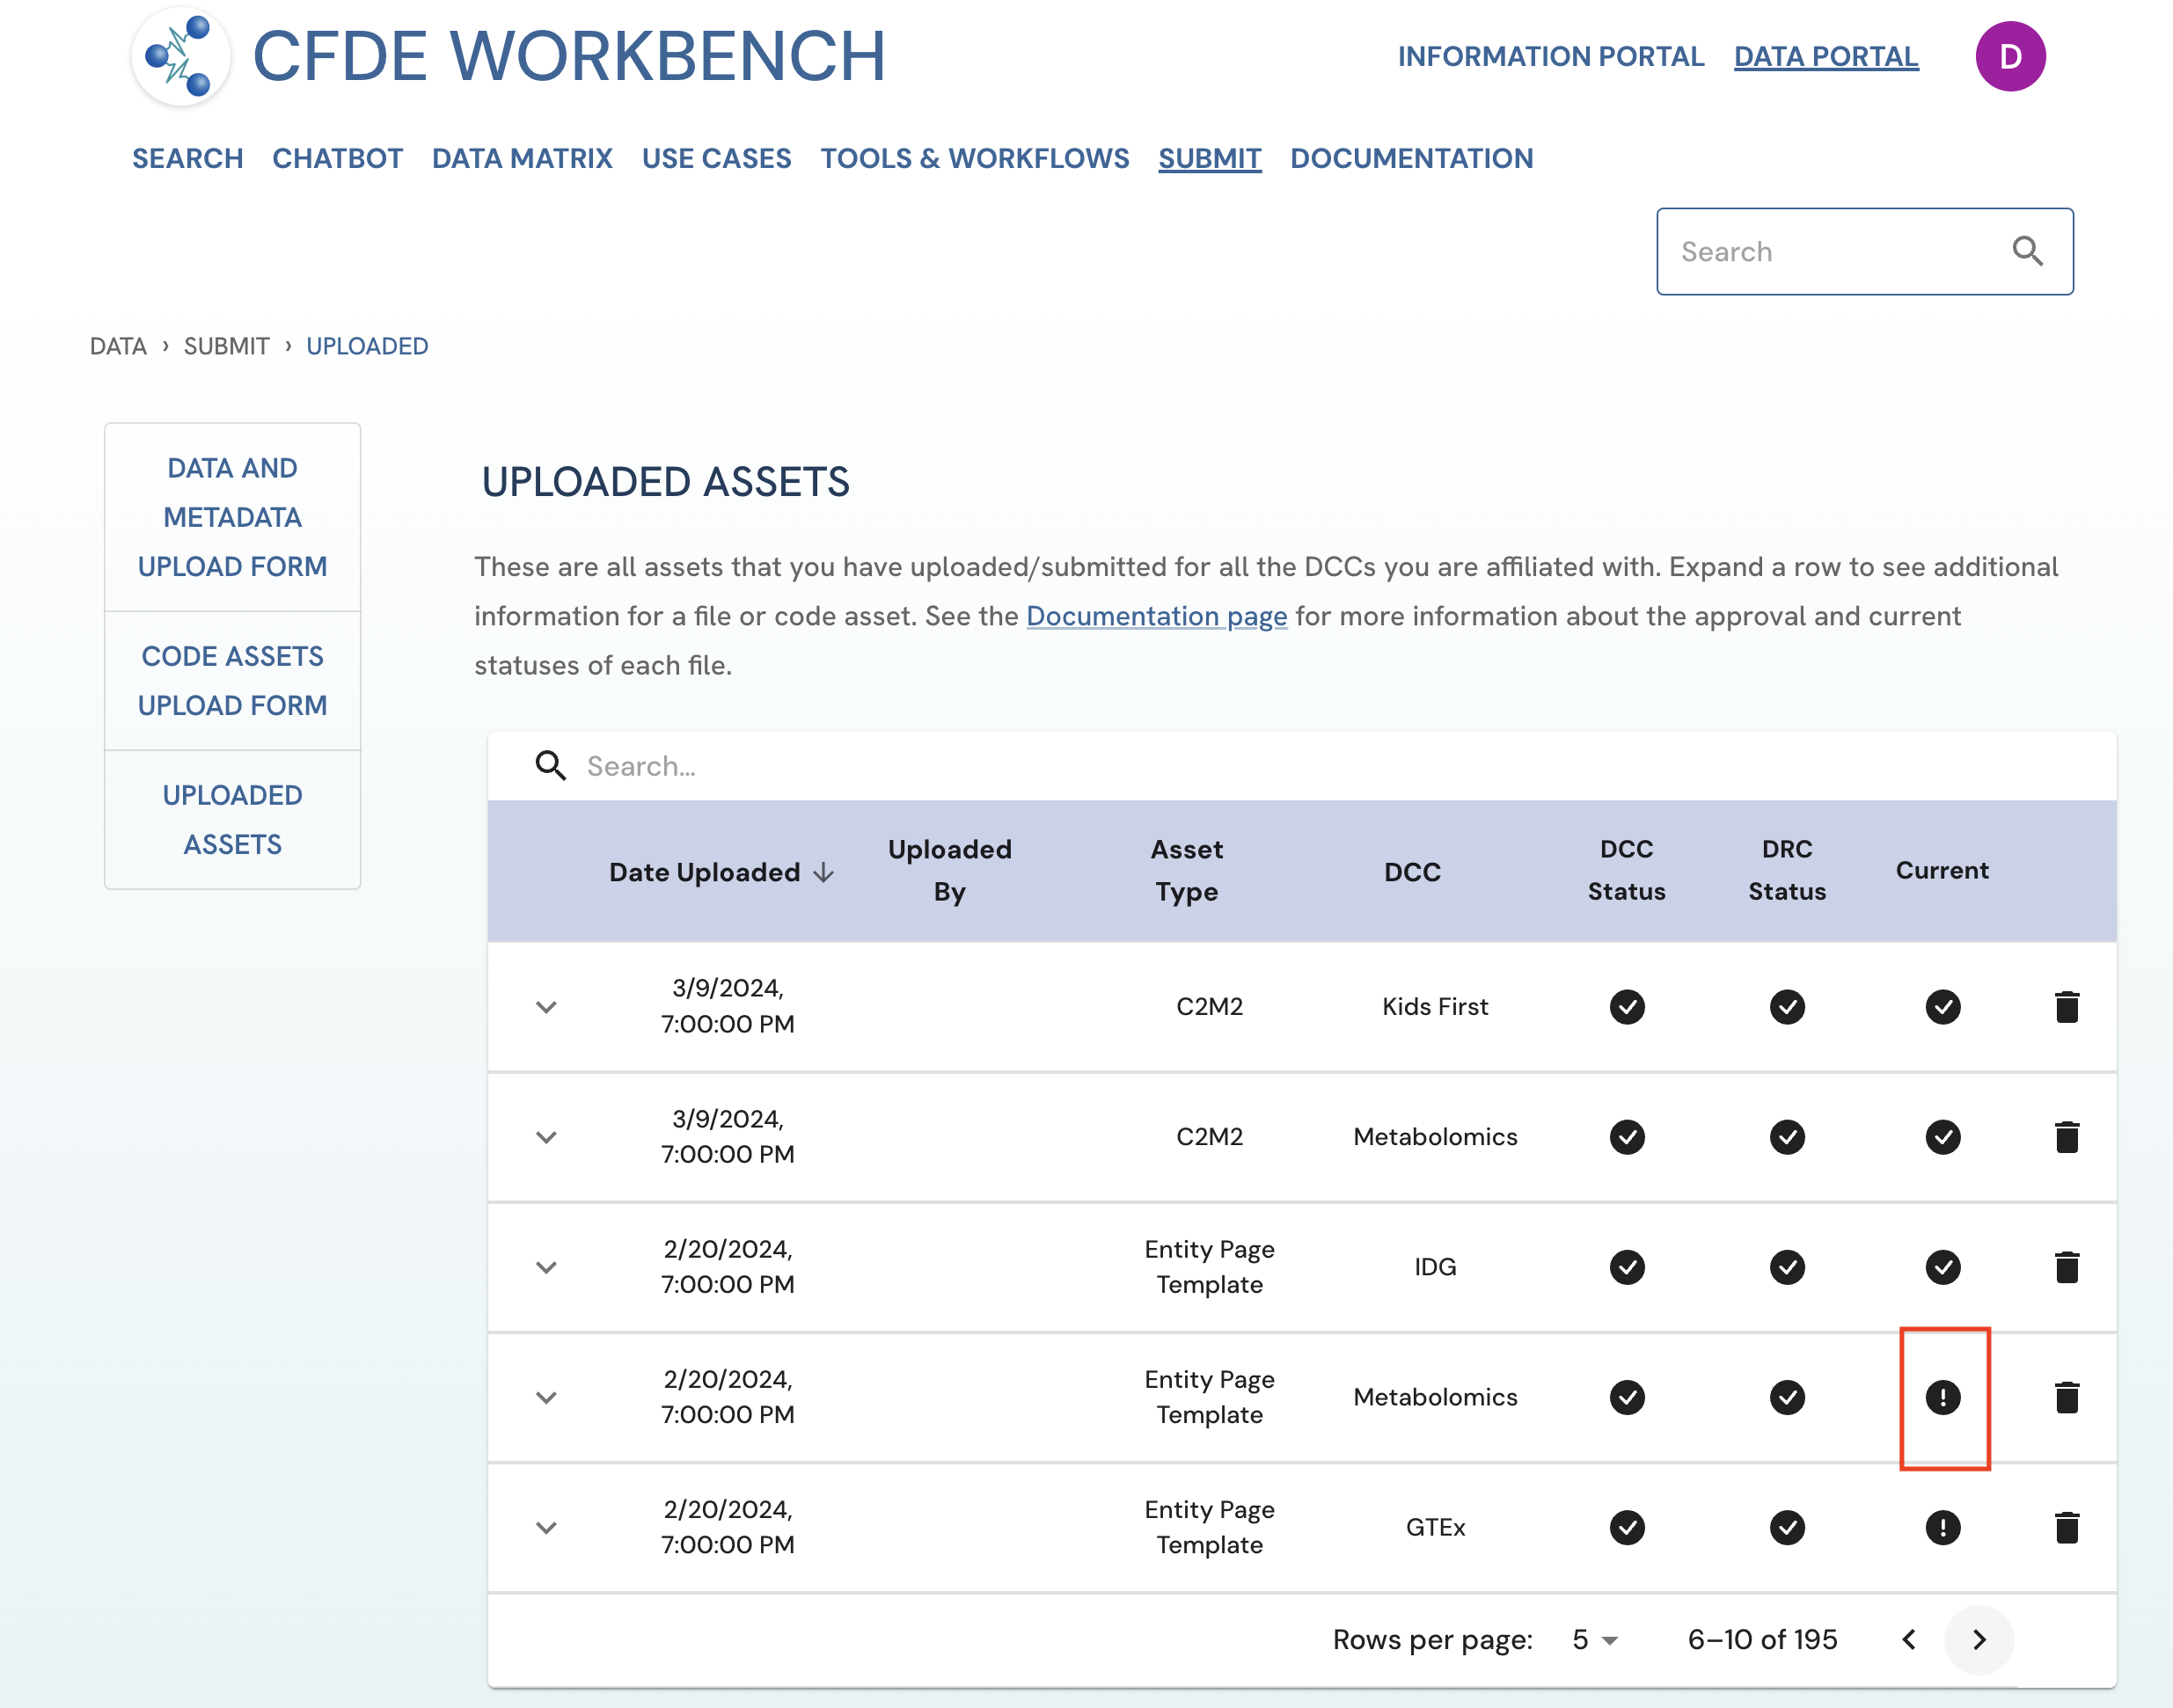 CFDE WORKBENCH
INFORMATION PORTAL DATA PORTAL D
SEARCH CHATBOT DATA MATRIX USE CASES TOOLS & WORKFLOWS SUBMIT DOCUMENTATION
Search
DATA › SUBMIT › UPLOADED
DATA AND
METADATA
UPLOAD FORM
CODE ASSETS
UPLOAD FORM
UPLOADED
ASSETS
UPLOADED ASSETS
These are all assets that you have uploaded/submitted for all the DCCs you are affiliated with. Expand a row to see additional
information for a file or code asset. See the Documentation page for more information about the approval and current
statuses of each file.
Search...
Date Uploaded
Uploaded
By
Asset
Type
DCC
DCC
Status
DRC
Status
Current
3/9/2024,
7:00:00 PM
C2M2
Kids First
3/9/2024,
7:00:00 PM
C2M2
Metabolomics
2/20/2024,
7:00:00 PM
Entity Page
Template
IDG
2/20/2024,
7:00:00 PM
Entity Page
Template
Metabolomics
2/20/2024,
7:00:00 PM
Entity Page
Template
GTEx
Rows per page: 5 6–10 of 195